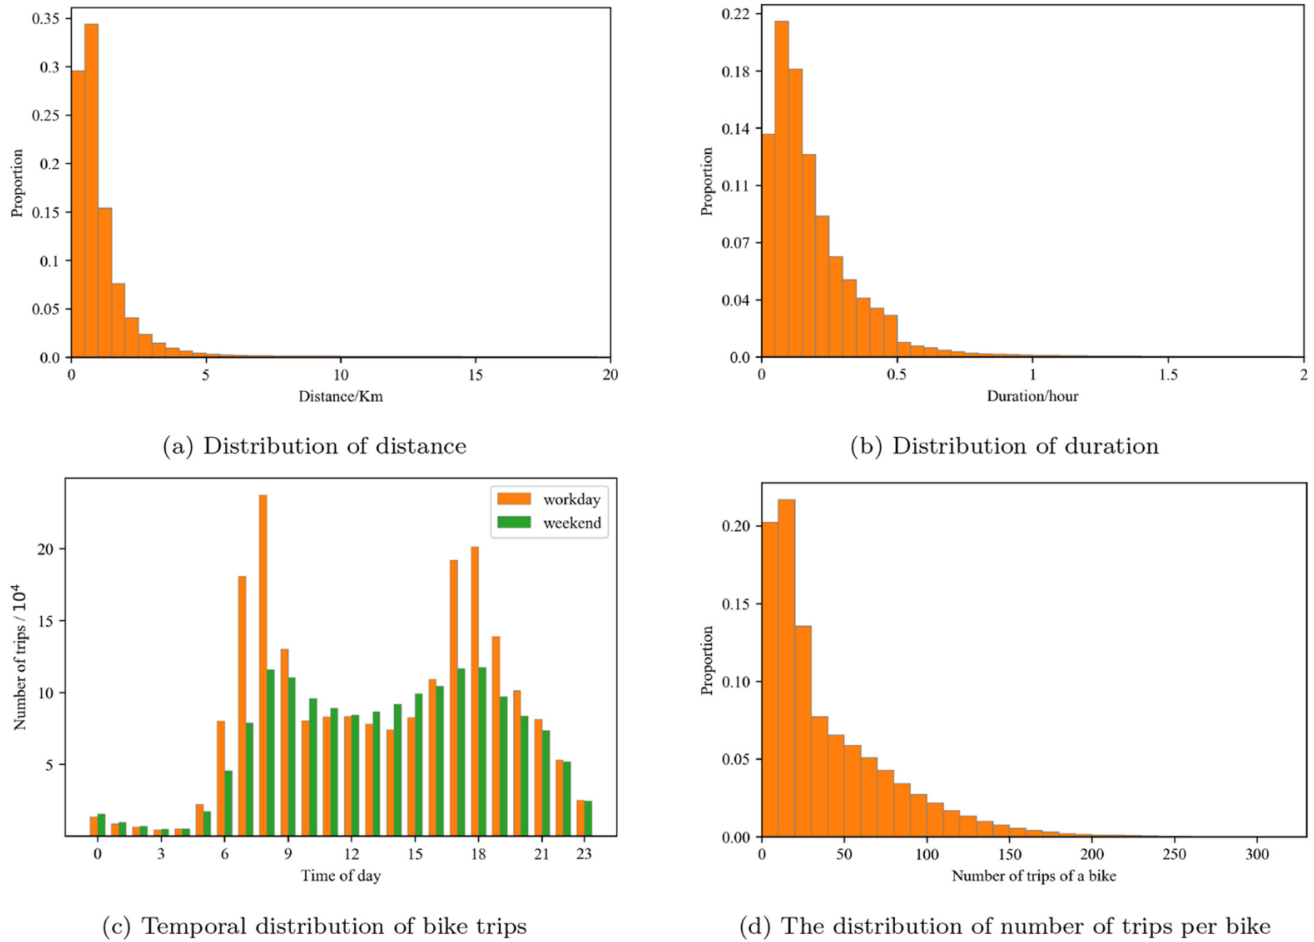 0.35
0.3
0.25
0.2
0.15
0.1
0.05
0.0
Proportion
0 5 10 15 20
Distance/Km
(a) Distribution of distance
0.22
0.18
0.14
0.11
0.07
0.04
0.0
Proportion
0 0.5 1 1.5 2
Duration/hour
(b) Distribution of duration
workday
weekend
20
15
10
5
Number of trips / 10⁴
0 3 6 9 12 15 18 21 23
Time of day
(c) Temporal distribution of bike trips
0.20
0.15
0.10
0.05
0.00
Proportion
0 50 100 150 200 250 300
Number of trips of a bike
(d) The distribution of number of trips per bike